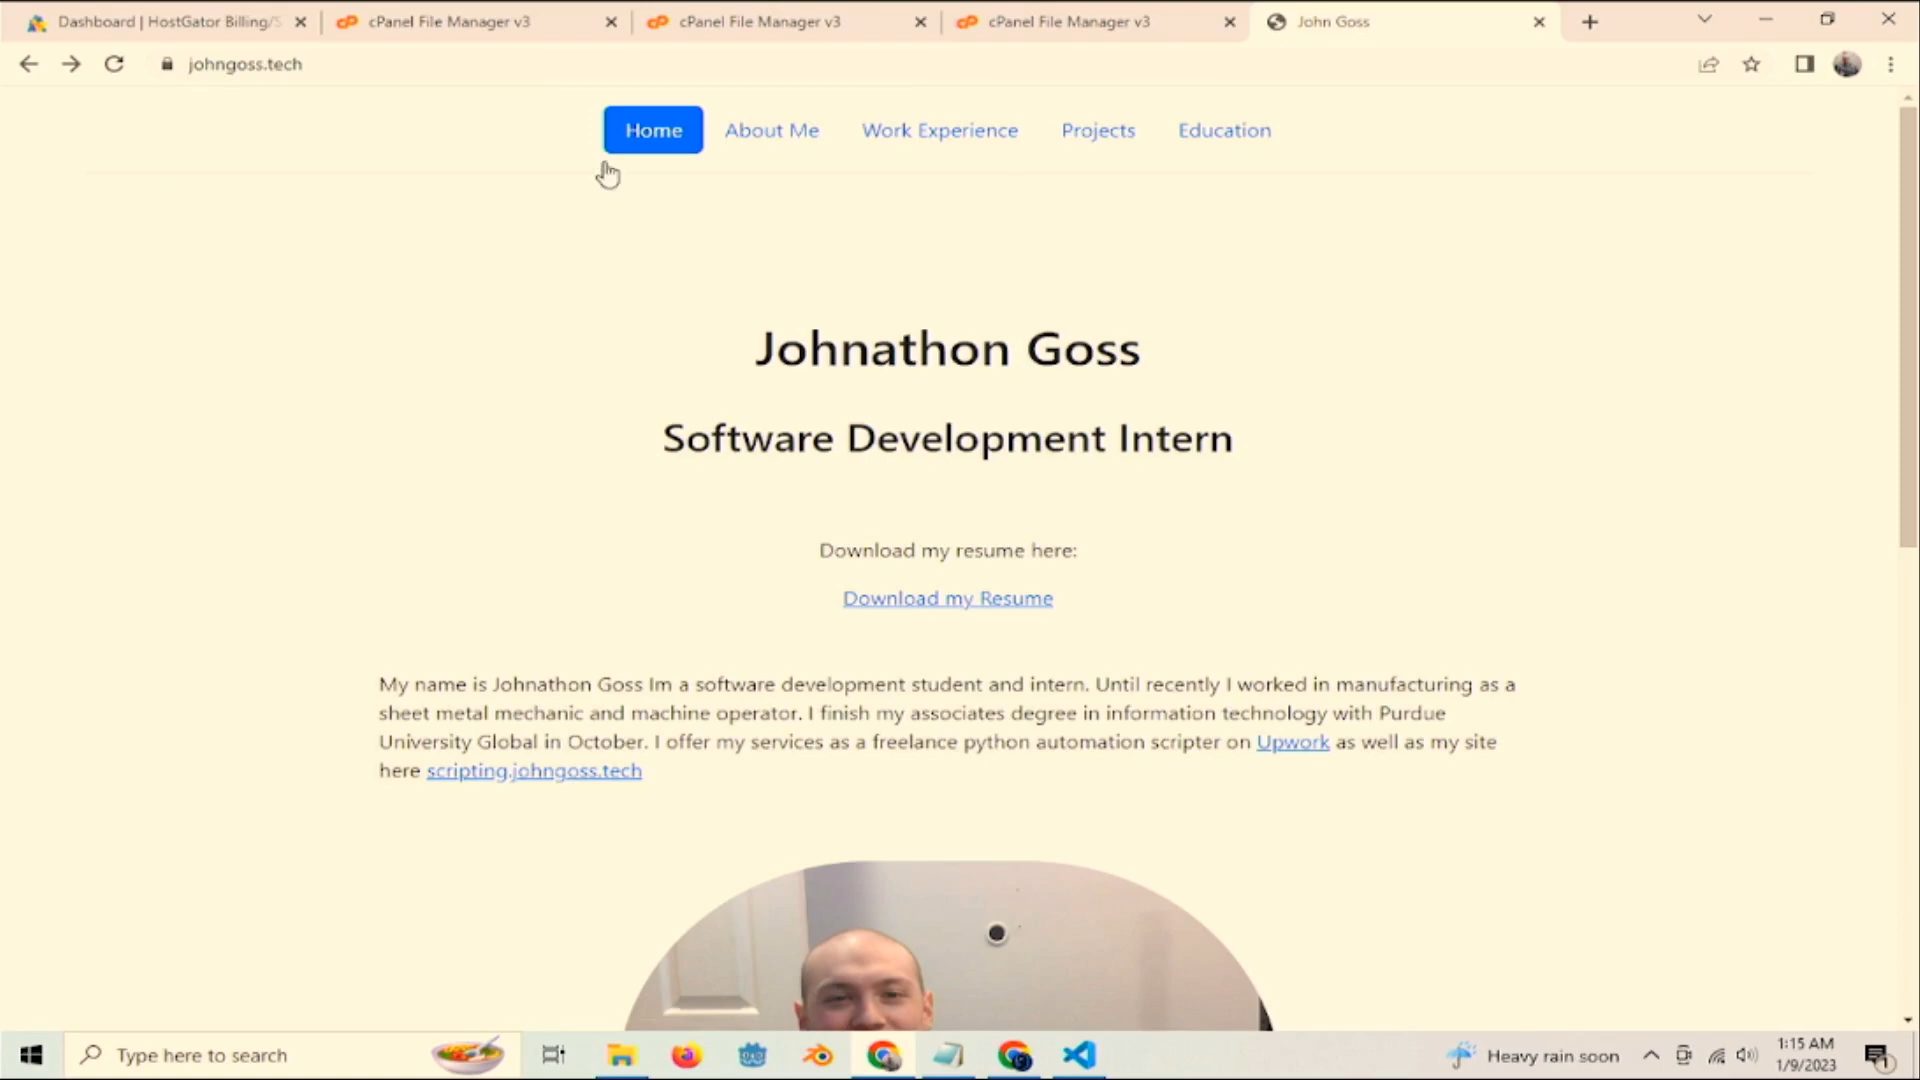 Dashboard | HostGator Billing/S
cPanel File Manager v3
cPanel File Manager v3
cPanel File Manager v3
John Goss
johngoss.tech
Home
About Me
Work Experience
Projects
Education
Johnathon Goss
Software Development Intern
Download my resume here:
Download my Resume
My name is Johnathon Goss Im a software development student and intern. Until recently I worked in manufacturing as a
sheet metal mechanic and machine operator. I finish my associates degree in information technology with Purdue
University Global in October. I offer my services as a freelance python automation scripter on Upwork as well as my site
here scripting.johngoss.tech
Type here to search
Heavy rain soon
1:15 AM
1/9/2023
1